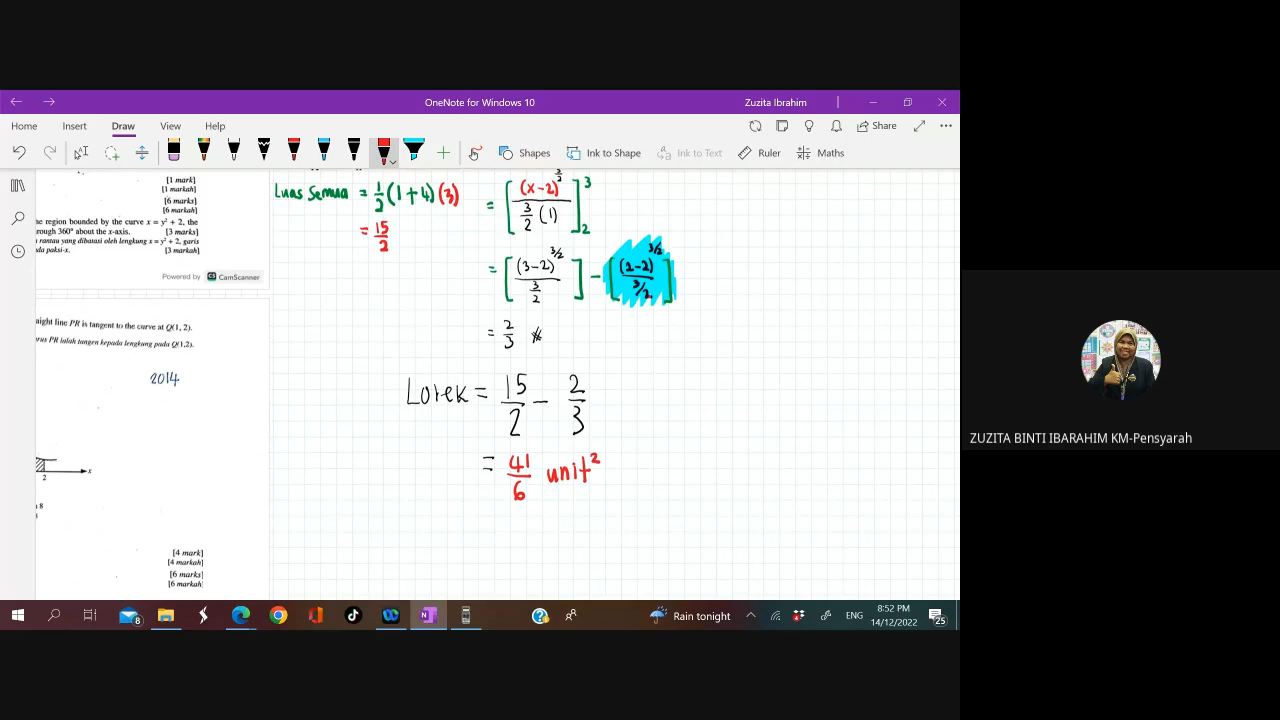 OneNote for Windows 10
Zuzita Ibrahim
Home Insert Draw View Help
Share
Shapes Ink to Shape Ink to Text Ruler Maths
[1 mark]
[1 markah]
[6 marks]
[6 markah]
he region bounded by the curve x = y² + 2, the
rough 360° about the x-axis. [3 marks]
rantau yang dibatasi oleh lengkung x = y² + 2, garis
da paksi-x. [3 markah]
Powered by CamScanner
aight line PR is tangent to the curve at Q(1, 2).
urus PR ialah tangen kepada lengkung pada Q(1,2).
2014
x
2
n 8
[4 mark]
[4 markah]
[6 marks]
[6 markah]
Luas Semua = 1/2 (1 + 4) (3)
= 15/2
= [ (x-2)^3/2 / 3/2 (1) ]³₂
= [ (3-2)^3/2 / 3/2 ] - [ (2-2)^3/2 / 3/2 ]
= 2/3
Lorek = 15/2 - 2/3
= 41/6 unit²
ZUZITA BINTI IBARAHIM KM-Pensyarah
8
Rain tonight
ENG
8:52 PM
14/12/2022
25